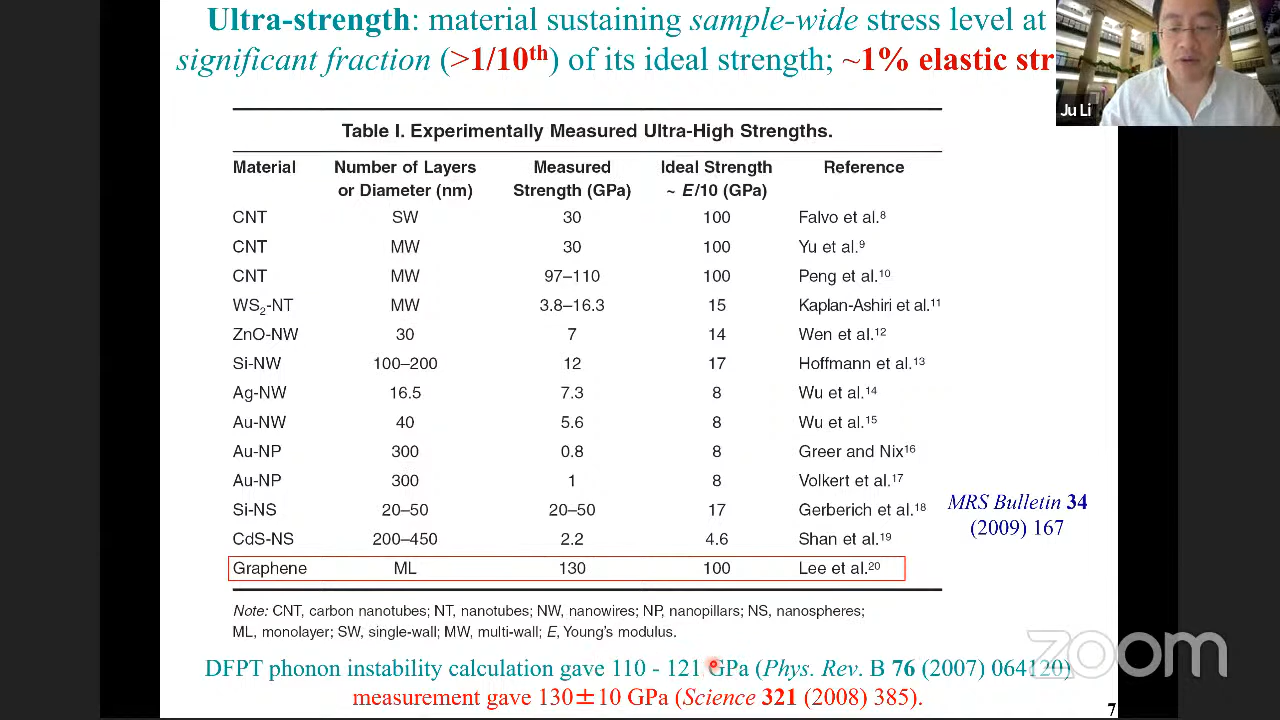 Ultra-strength: material sustaining sample-wide stress level at
significant fraction (>1/10th) of its ideal strength; ~1% elastic str
Ju Li
Table I. Experimentally Measured Ultra-High Strengths.
Material Number of Layers or Diameter (nm) Measured Strength (GPa) Ideal Strength ~ E/10 (GPa) Reference
CNT SW 30 100 Falvo et al.8
CNT MW 30 100 Yu et al.9
CNT MW 97–110 100 Peng et al.10
WS2-NT MW 3.8–16.3 15 Kaplan-Ashiri et al.11
ZnO-NW 30 7 14 Wen et al.12
Si-NW 100–200 12 17 Hoffmann et al.13
Ag-NW 16.5 7.3 8 Wu et al.14
Au-NW 40 5.6 8 Wu et al.15
Au-NP 300 0.8 8 Greer and Nix16
Au-NP 300 1 8 Volkert et al.17
Si-NS 20–50 20–50 17 Gerberich et al.18
CdS-NS 200–450 2.2 4.6 Shan et al.19
Graphene ML 130 100 Lee et al.20
MRS Bulletin 34
(2009) 167
Note: CNT, carbon nanotubes; NT, nanotubes; NW, nanowires; NP, nanopillars; NS, nanospheres;
ML, monolayer; SW, single-wall; MW, multi-wall; E, Young's modulus.
DFPT phonon instability calculation gave 110 - 121 GPa (Phys. Rev. B 76 (2007) 064120),
measurement gave 130±10 GPa (Science 321 (2008) 385).
zoom
7